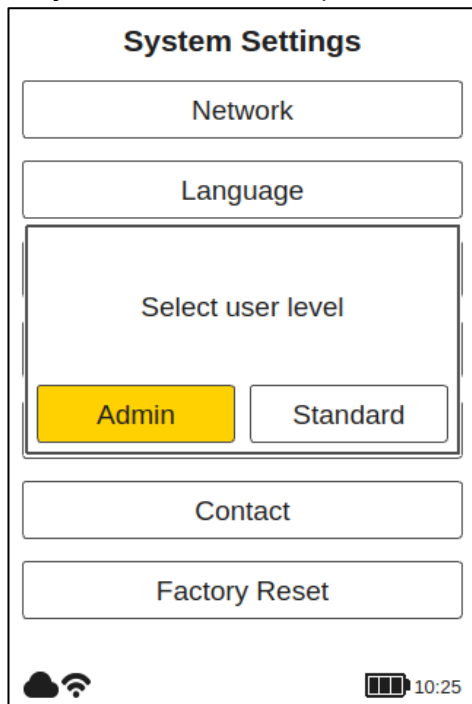 System Settings
Network
Language
Select user level
Admin Standard
Contact
Factory Reset
10:25